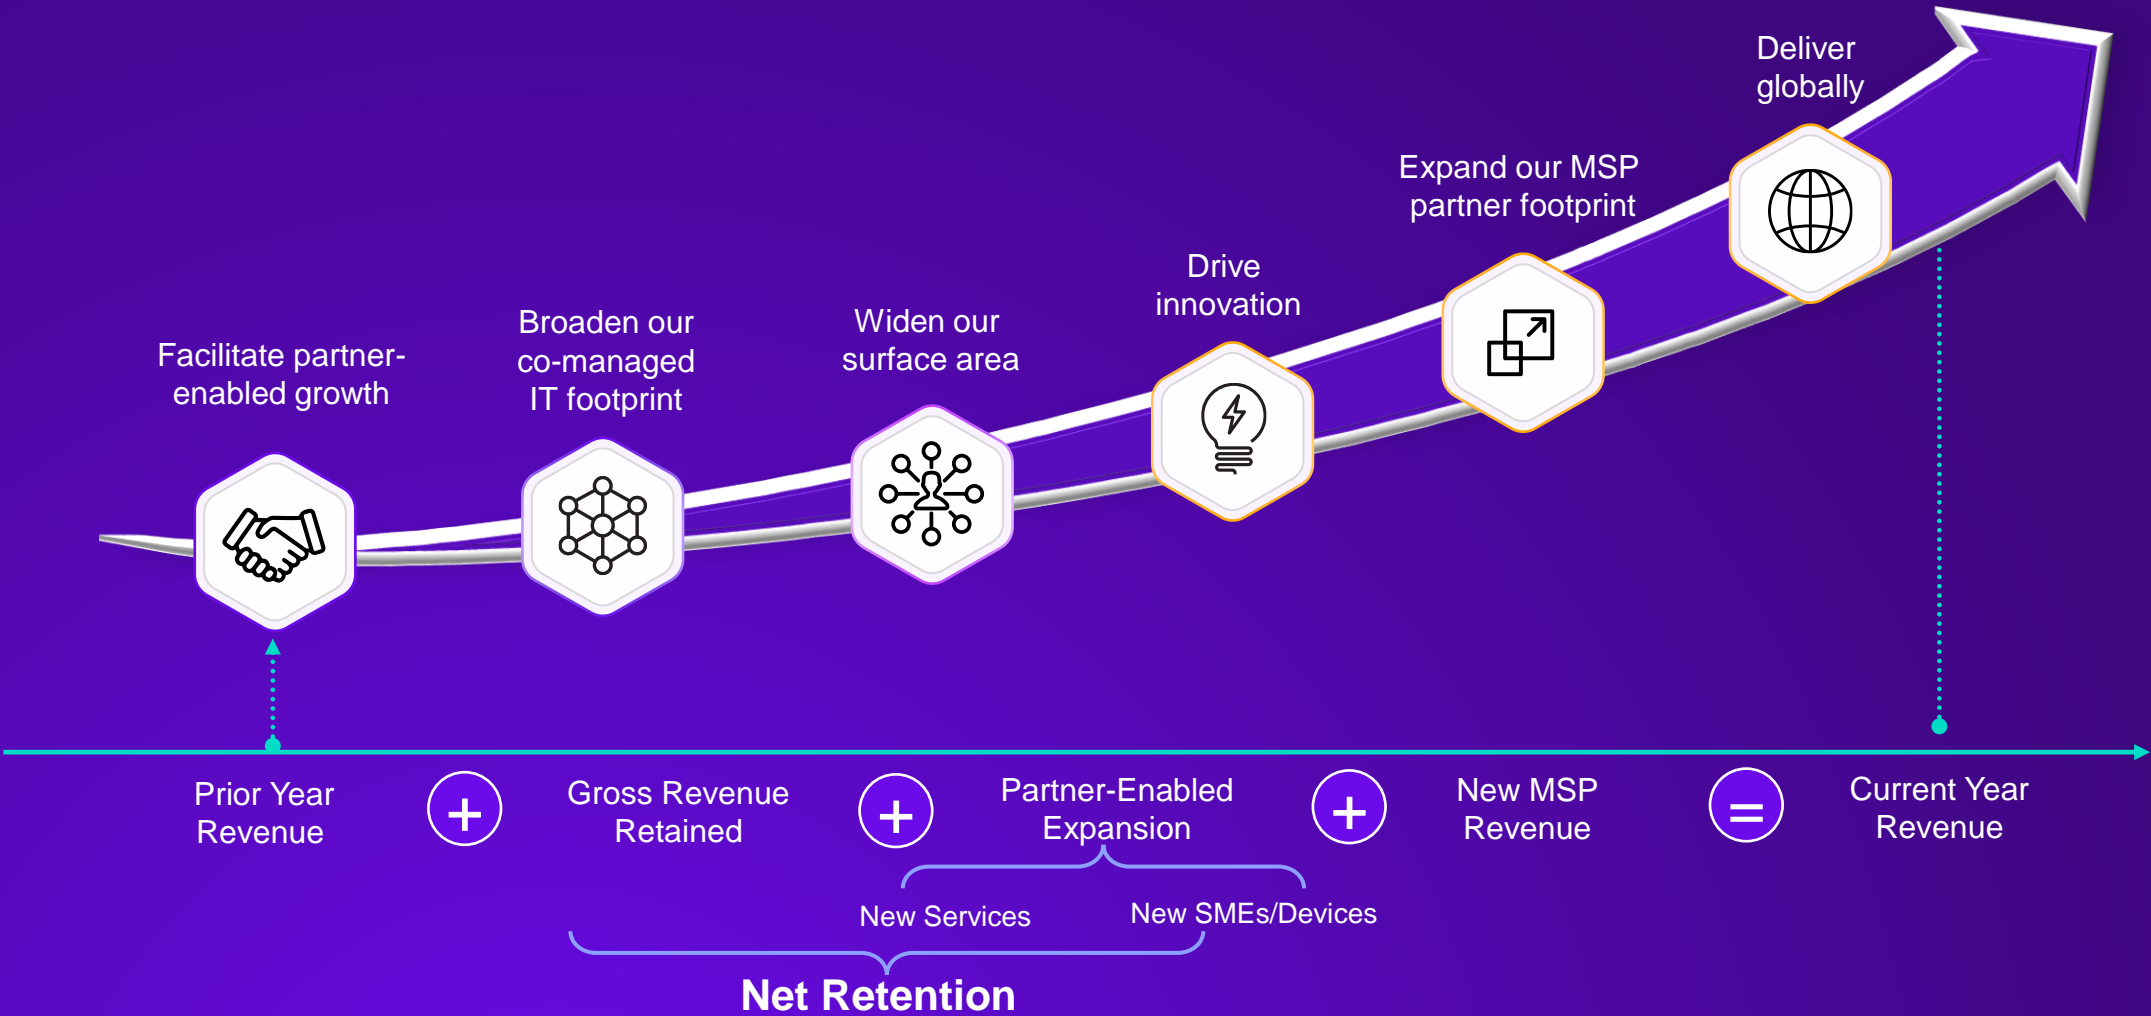 Deliver
globally
Expand our MSP
partner footprint
Drive
innovation
Widen our
surface area
Broaden our
co-managed
IT footprint
Facilitate partner-
enabled growth
Prior Year
Revenue
+
Gross Revenue
Retained
+
Partner-Enabled
Expansion
+
New MSP
Revenue
=
Current Year
Revenue
New Services
New SMEs/Devices
Net Retention